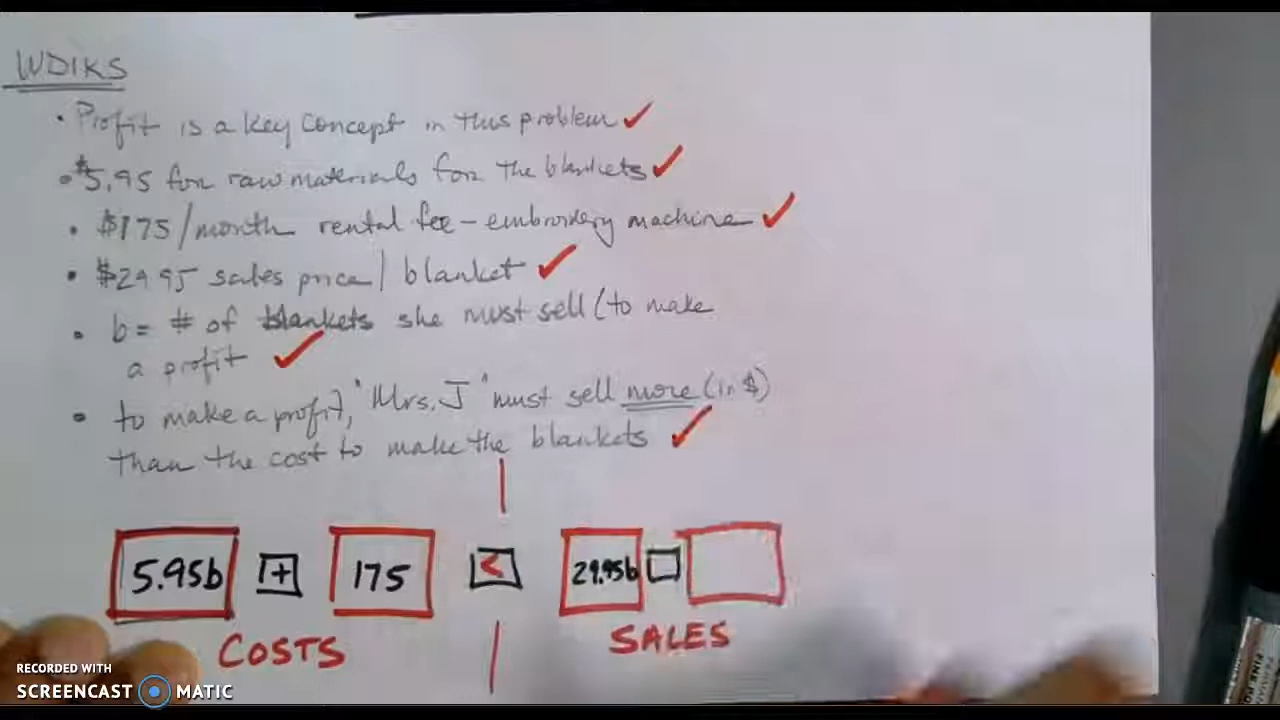 WDIKS
• Profit is a key concept in this problem ✓
• $5.95 for raw materials for the blankets ✓
• $175/month rental fee – embroidery machine ✓
• $29.95 sales price/blanket ✓
• b = # of blankets she must sell (to make
a profit ✓
• to make a profit, "Mrs. J" must sell more (in $)
than the cost to make the blankets ✓
5.95b + 175 < 29.95b
COSTS SALES
RECORDED WITH
SCREENCAST MATIC